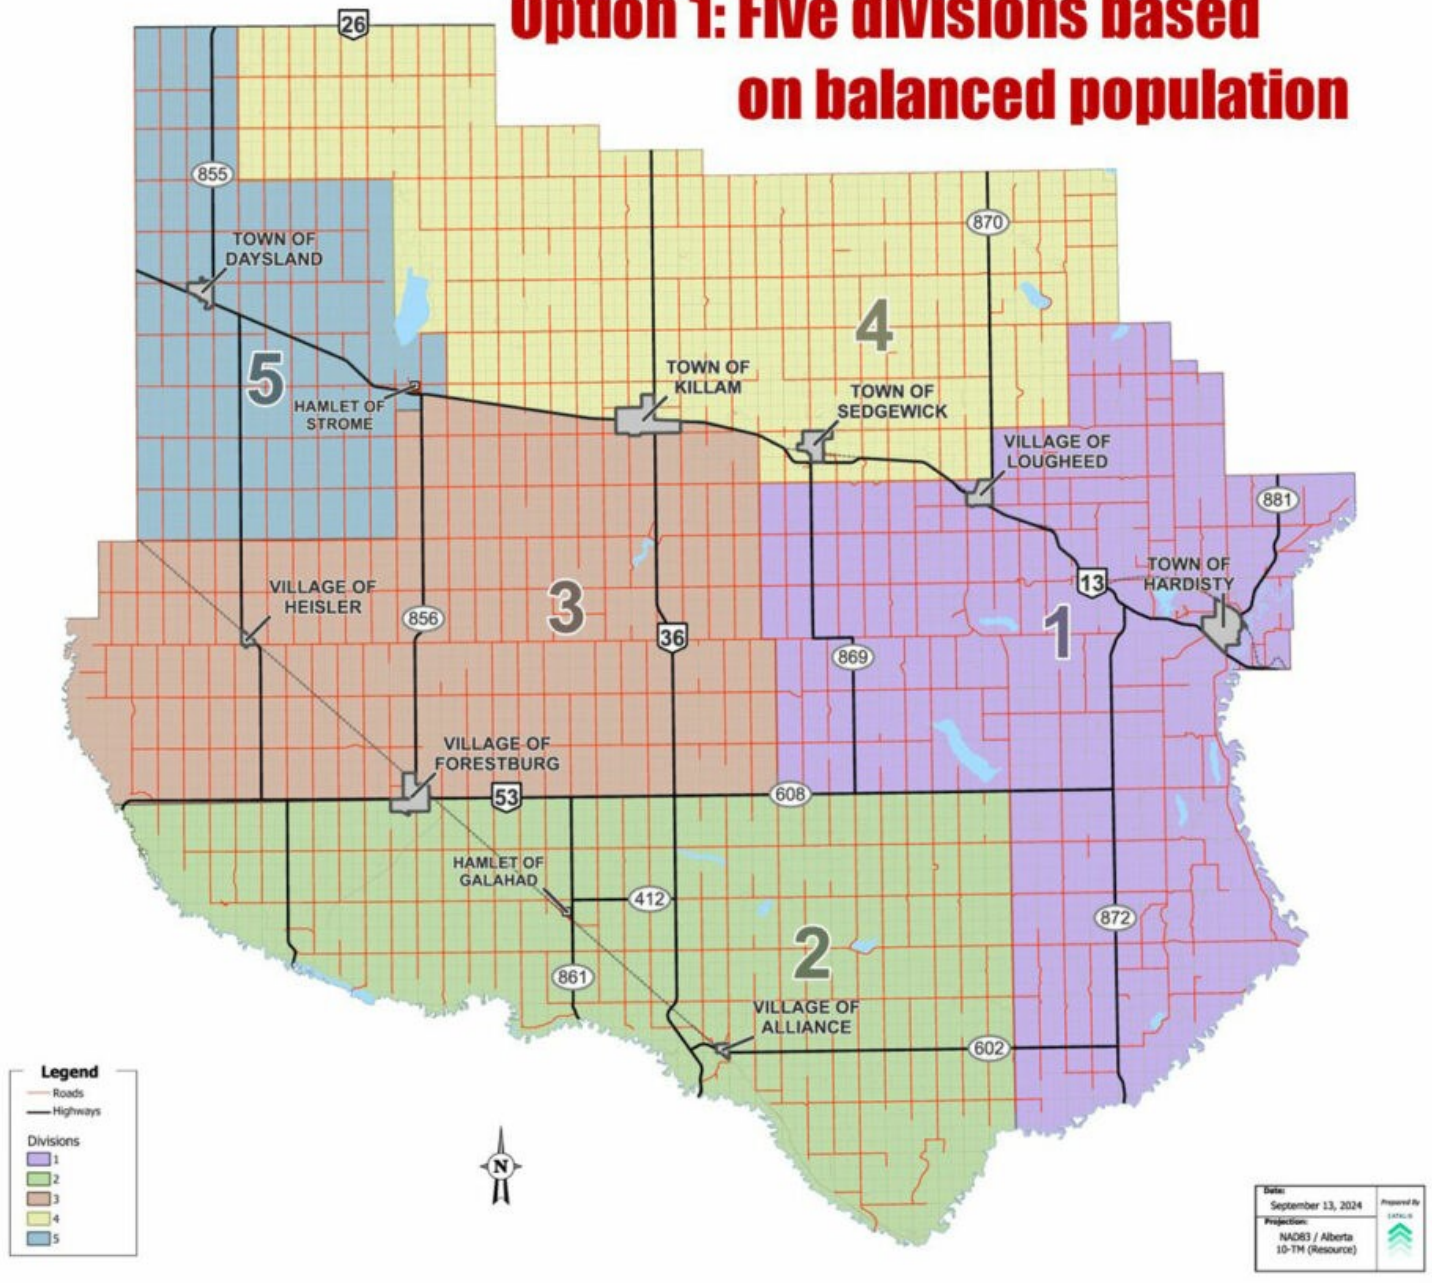 Option 1: Five divisions based
on balanced population
26
855
870
TOWN OF
DAYSLAND
4
5
TOWN OF
KILLAM
TOWN OF
SEDGEWICK
HAMLET OF
STROME
VILLAGE OF
LOUGHEED
881
TOWN OF
HARDISTY
13
VILLAGE OF
HEISLER
856
3
36
1
869
VILLAGE OF
FORESTBURG
53
608
HAMLET OF
GALAHAD
412
872
2
861
VILLAGE OF
ALLIANCE
602
Legend
Roads
Highways
Divisions
1
2
3
4
5
N
Date:
September 13, 2024
Projection:
NAD83 / Alberta
10-TM (Resource)
Prepared By
CATALIS